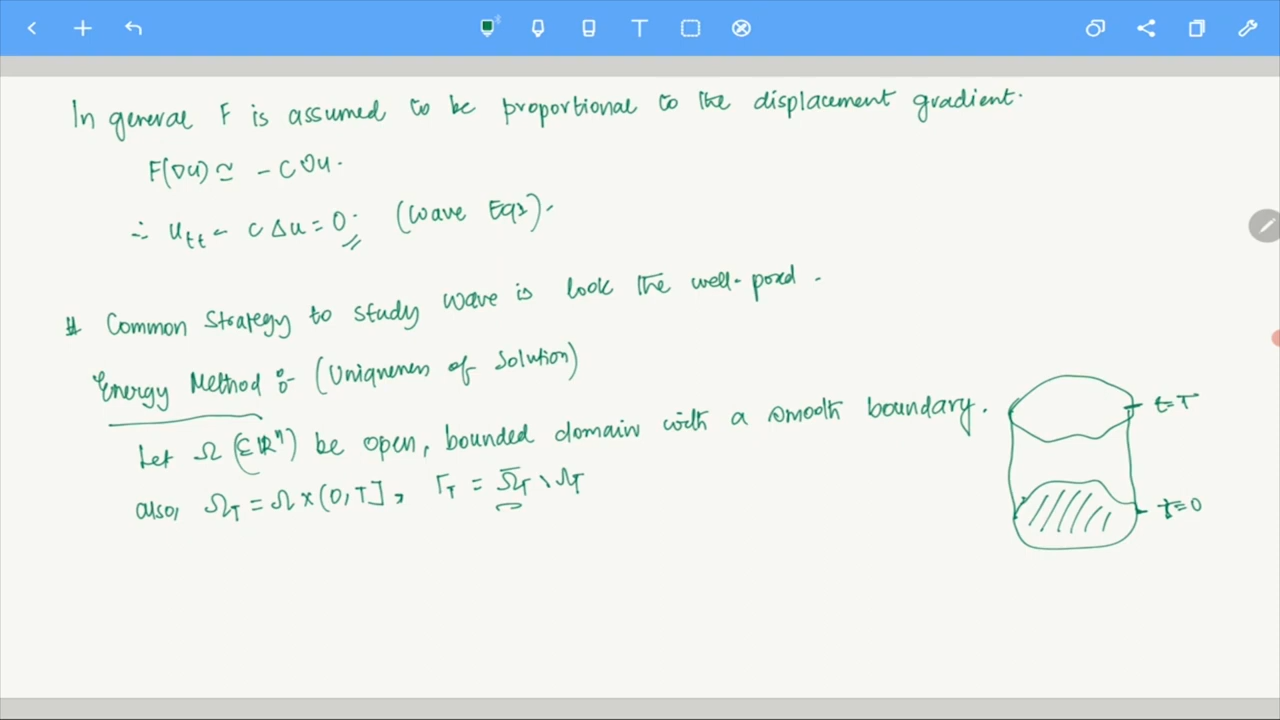 In general F is assumed to be proportional to the displacement gradient.
F(∇u) ≃ - C∇u.
∴ u_tt - c Δu = 0. (Wave Eqs).
# Common Strategy to study wave is look the well-posed.
Energy Method :- (Uniqueness of Solution)
Let Ω (⊆ ℝⁿ) be open, bounded domain with a smooth boundary.
t=T
also, Ω_T = Ω × (0,T], Γ_T = Ω̅_T \ Ω_T
t=0